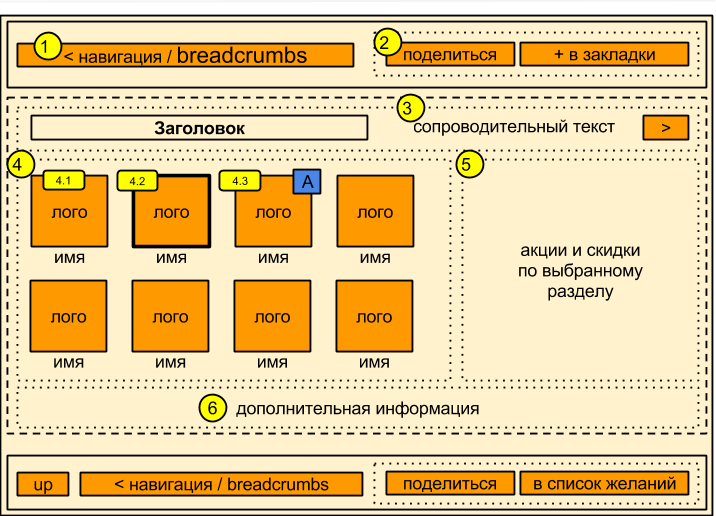 1
< навигация / breadcrumbs
2
поделиться
+ в закладки
Заголовок
3
сопроводительный текст
>
4
4.1
4.2
4.3
A
лого
лого
лого
лого
имя
имя
имя
имя
лого
лого
лого
лого
имя
имя
имя
имя
5
акции и скидки
по выбранному
разделу
6
дополнительная информация
up
< навигация / breadcrumbs
поделиться
в список желаний